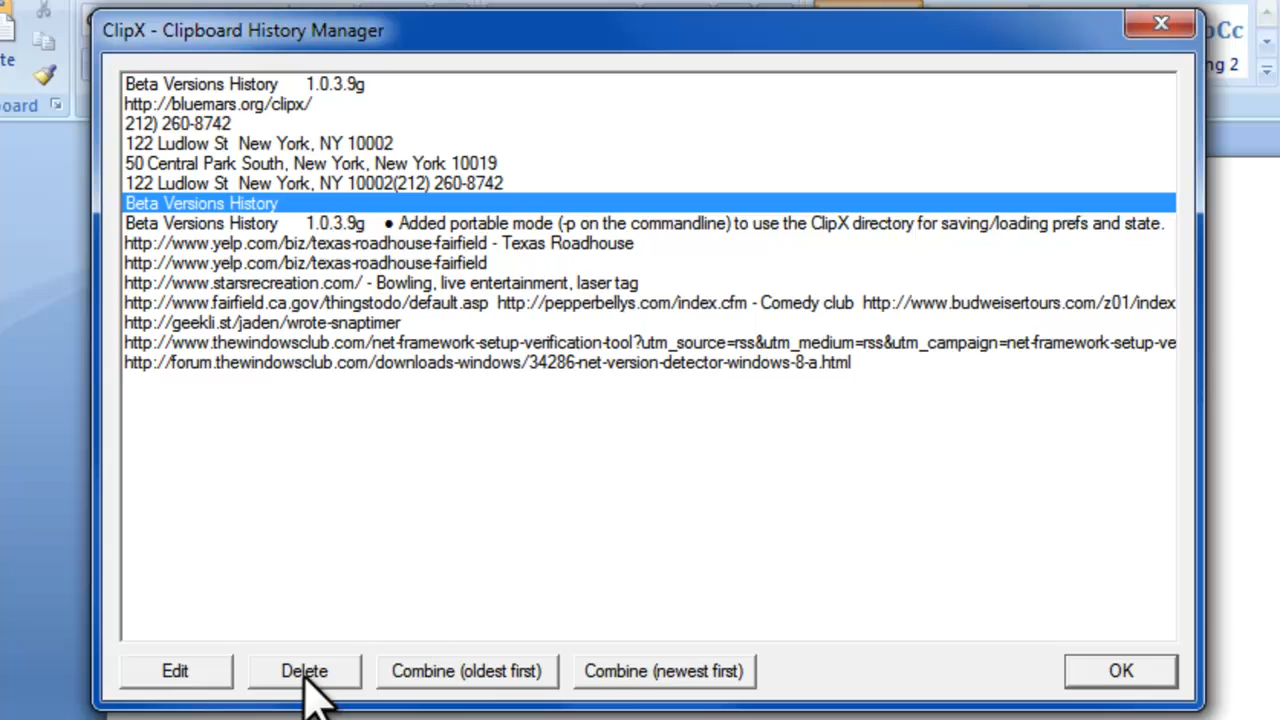 ClipX - Clipboard History Manager
te
board
Cc
ng 2
Beta Versions History 1.0.3.9g
http://bluemars.org/clipx/
212) 260-8742
122 Ludlow St New York, NY 10002
50 Central Park South, New York, New York 10019
122 Ludlow St New York, NY 10002(212) 260-8742
Beta Versions History
Beta Versions History 1.0.3.9g ● Added portable mode (-p on the commandline) to use the ClipX directory for saving/loading prefs and state.
http://www.yelp.com/biz/texas-roadhouse-fairfield - Texas Roadhouse
http://www.yelp.com/biz/texas-roadhouse-fairfield
http://www.starsrecreation.com/ - Bowling, live entertainment, laser tag
http://www.fairfield.ca.gov/thingstodo/default.asp http://pepperbellys.com/index.cfm - Comedy club http://www.budweisertours.com/z01/index
http://geekli.st/jaden/wrote-snaptimer
http://www.thewindowsclub.com/net-framework-setup-verification-tool?utm_source=rss&utm_medium=rss&utm_campaign=net-framework-setup-ve
http://forum.thewindowsclub.com/downloads-windows/34286-net-version-detector-windows-8-a.html
Edit Delete Combine (oldest first) Combine (newest first) OK